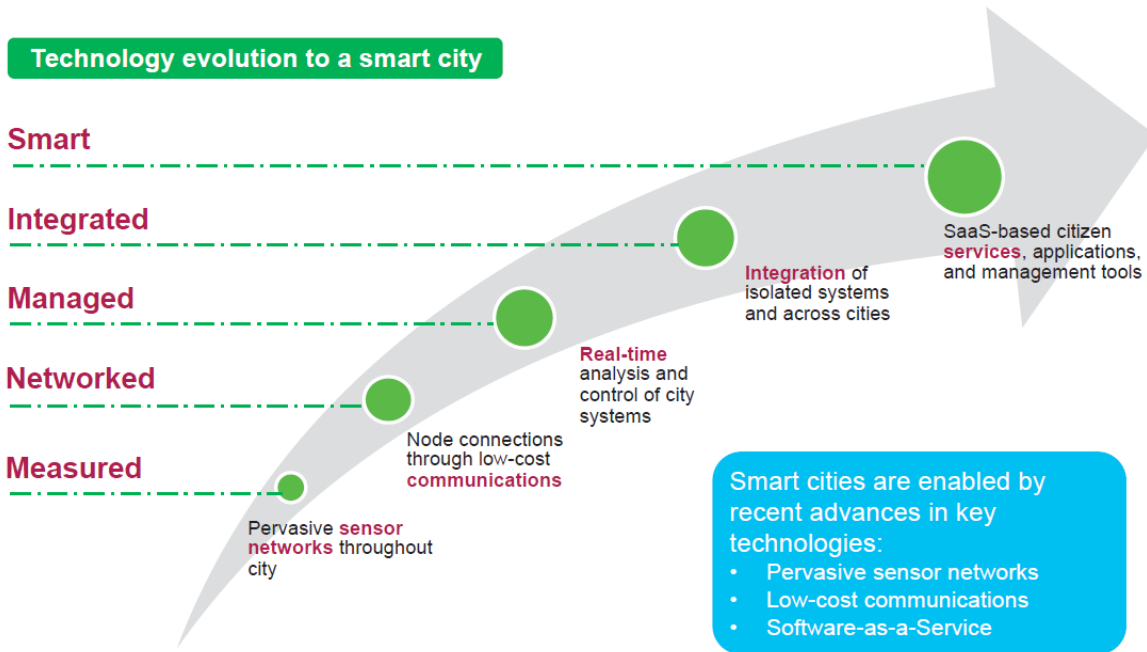 Technology evolution to a smart city
Smart
Integrated
Managed
Networked
Measured
SaaS-based citizen
services, applications,
and management tools
Integration of
isolated systems
and across cities
Real-time
analysis and
control of city
systems
Node connections
through low-cost
communications
Pervasive sensor
networks throughout
city
Smart cities are enabled by
recent advances in key
technologies:
• Pervasive sensor networks
• Low-cost communications
• Software-as-a-Service